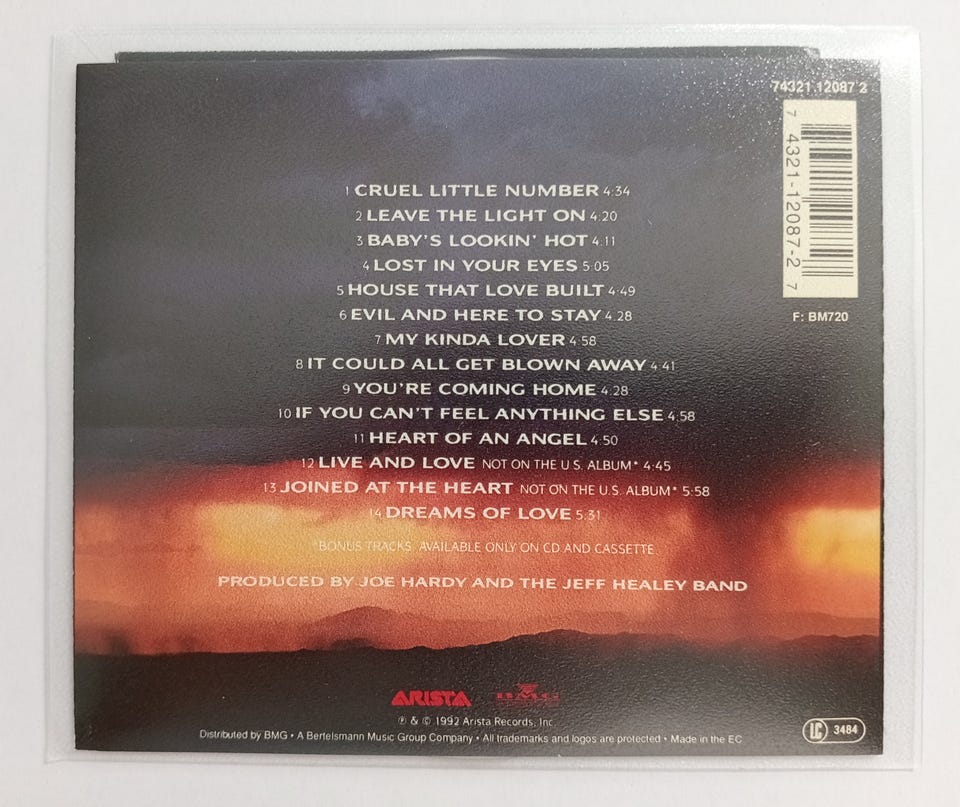 74321 12087 2
7 4321-12087-2 7
F: BM720
1 CRUEL LITTLE NUMBER 4:34
2 LEAVE THE LIGHT ON 4:20
3 BABY'S LOOKIN' HOT 4:11
4 LOST IN YOUR EYES 5:05
5 HOUSE THAT LOVE BUILT 4:49
6 EVIL AND HERE TO STAY 4:28
7 MY KINDA LOVER 4:58
8 IT COULD ALL GET BLOWN AWAY 4:41
9 YOU'RE COMING HOME 4:28
10 IF YOU CAN'T FEEL ANYTHING ELSE 4:58
11 HEART OF AN ANGEL 4:50
12 LIVE AND LOVE NOT ON THE U.S. ALBUM* 4:45
13 JOINED AT THE HEART NOT ON THE U.S. ALBUM* 5:58
14 DREAMS OF LOVE 5:31
*BONUS TRACKS AVAILABLE ONLY ON CD AND CASSETTE
PRODUCED BY JOE HARDY AND THE JEFF HEALEY BAND
ARISTA BMG
℗ & © 1992 Arista Records, Inc.
Distributed by BMG • A Bertelsmann Music Group Company • All trademarks and logos are protected • Made in the EC
LC 3484